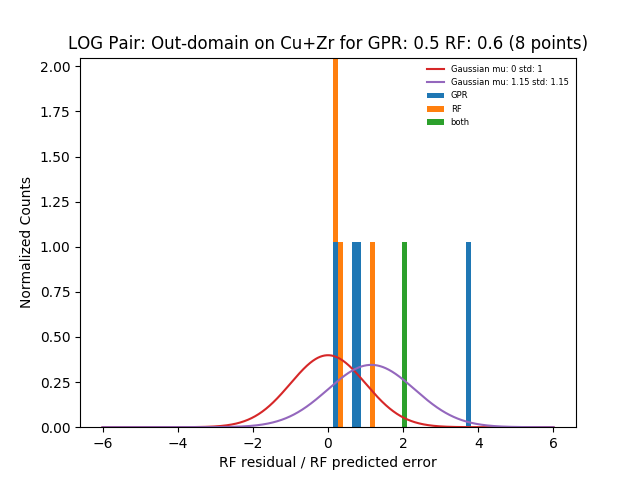 LOG Pair: Out-domain on Cu+Zr for GPR: 0.5 RF: 0.6 (8 points)
Gaussian mu: 0 std: 1
Gaussian mu: 1.15 std: 1.15
GPR
RF
both
Normalized Counts
2.00
1.75
1.50
1.25
1.00
0.75
0.50
0.25
0.00
−6 −4 −2 0 2 4 6
RF residual / RF predicted error